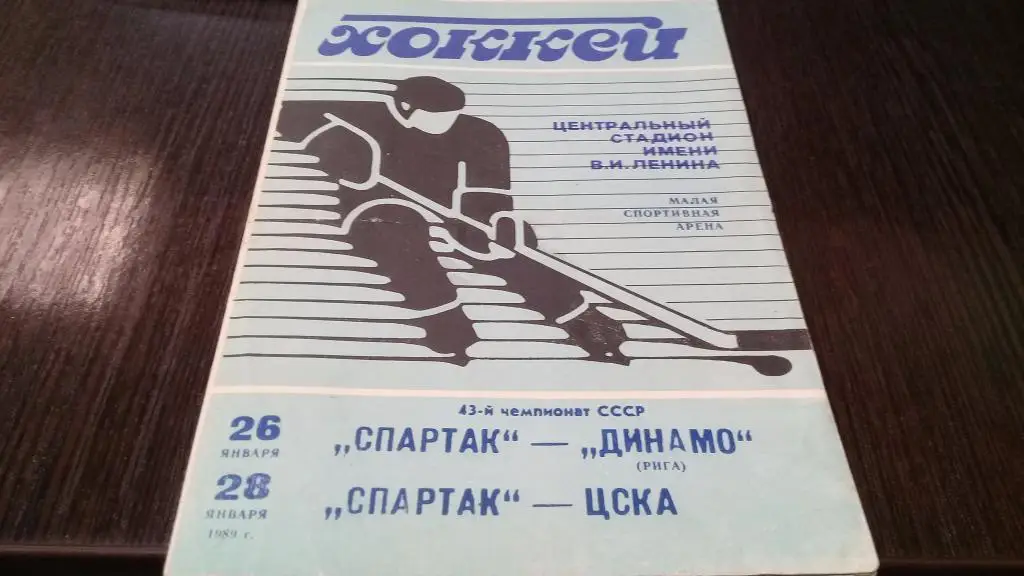 хоккей
ЦЕНТРАЛЬНЫЙ
СТАДИОН
ИМЕНИ
В.И. ЛЕНИНА
МАЛАЯ
СПОРТИВНАЯ
АРЕНА
43-й чемпионат СССР
26
ЯНВАРЯ
„СПАРТАК“ — „ДИНАМО“
(РИГА)
28
ЯНВАРЯ
1989 г.
„СПАРТАК“ — ЦСКА